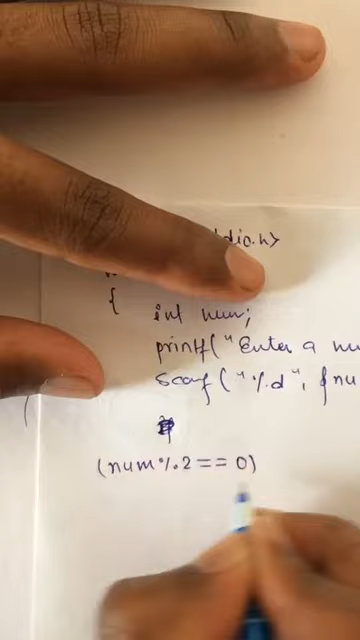 dio.h>
{
int num;
printf("Enter a nu
scanf("%d", &nu
(num%2==0)